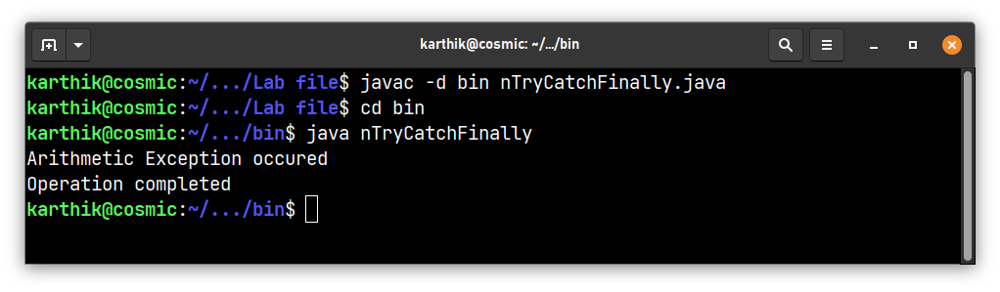 karthik@cosmic: ~/.../bin
karthik@cosmic:~/.../Lab file$ javac -d bin nTryCatchFinally.java
karthik@cosmic:~/.../Lab file$ cd bin
karthik@cosmic:~/.../bin$ java nTryCatchFinally
Arithmetic Exception occured
Operation completed
karthik@cosmic:~/.../bin$